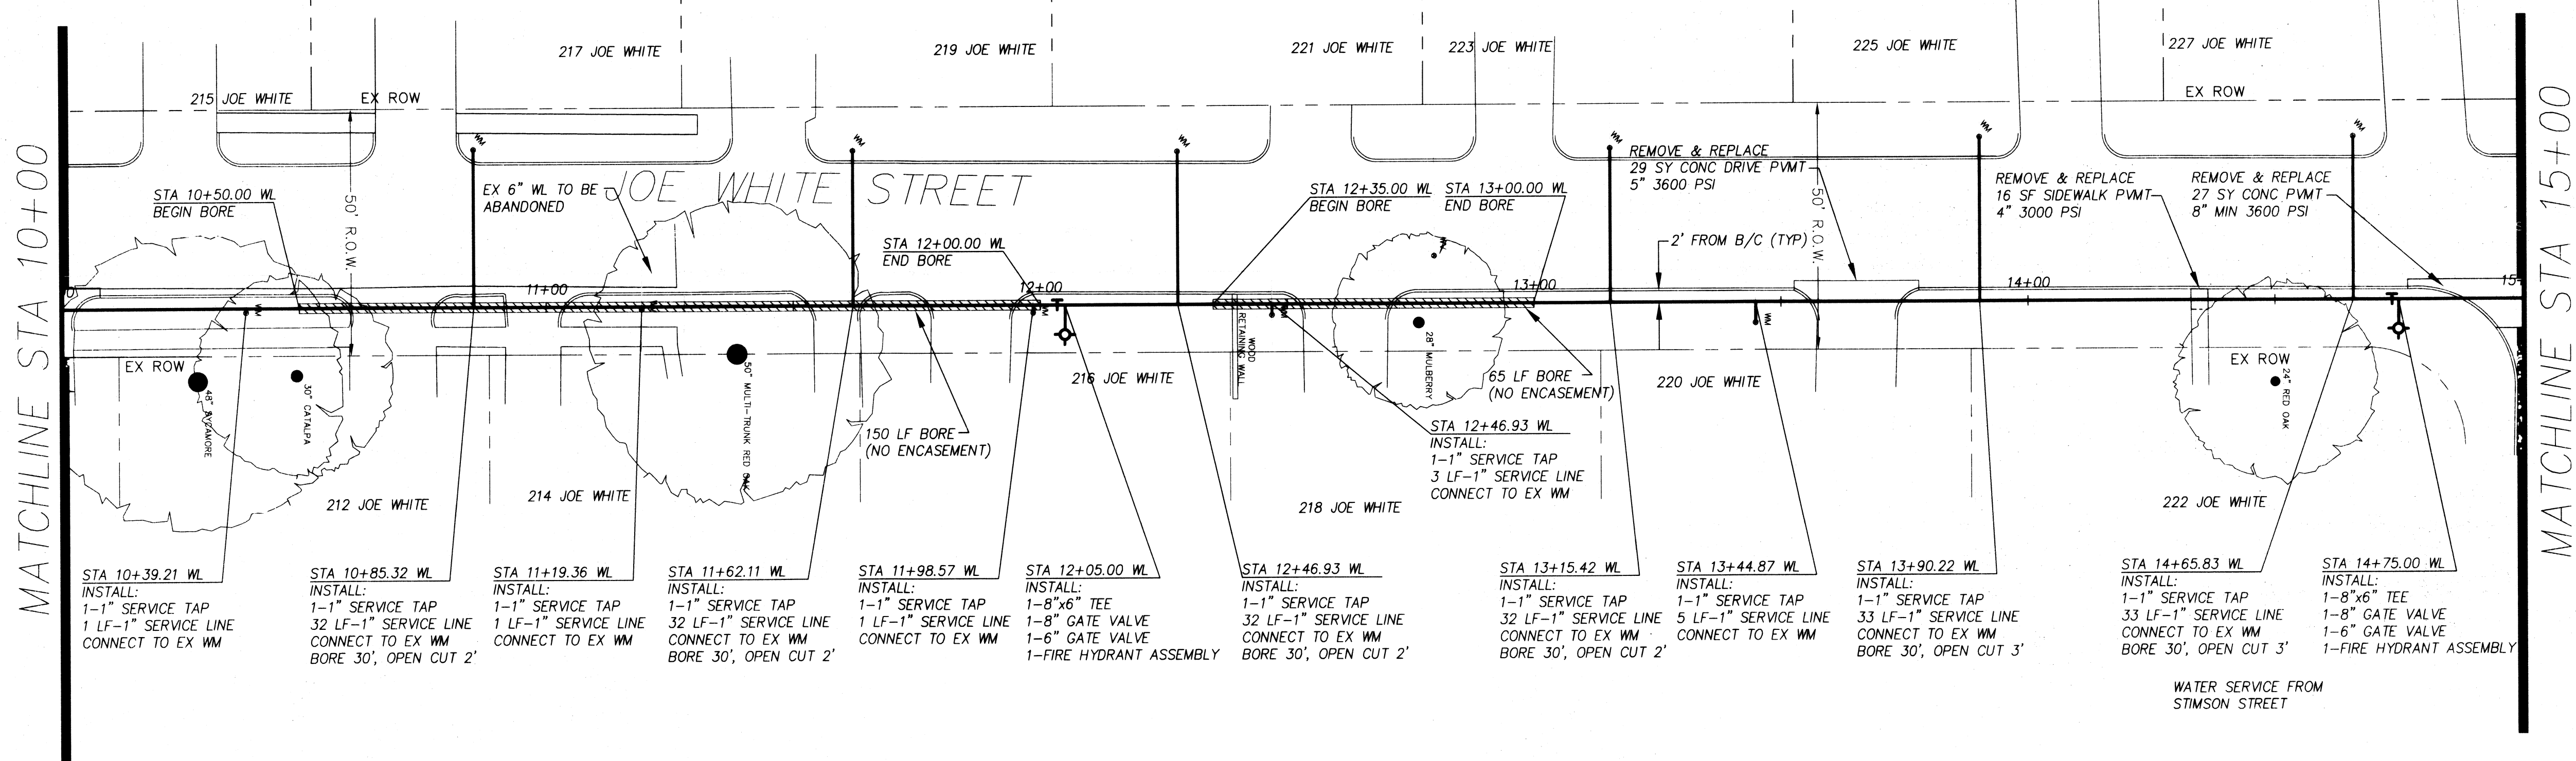 217 JOE WHITE
219 JOE WHITE
221 JOE WHITE
223 JOE WHITE
225 JOE WHITE
227 JOE WHITE
215 JOE WHITE
EX ROW
EX ROW
MATCHLINE STA 10+00
MATCHLINE STA 15+00
WM
WM
WM
WM
WM
WM
JOE WHITE STREET
50' R.O.W.
50' R.O.W.
STA 10+50.00 WL
BEGIN BORE
EX 6" WL TO BE
ABANDONED
STA 12+00.00 WL
END BORE
STA 12+35.00 WL
BEGIN BORE
STA 13+00.00 WL
END BORE
REMOVE & REPLACE
29 SY CONC DRIVE PVMT
5" 3600 PSI
2' FROM B/C (TYP)
REMOVE & REPLACE
16 SF SIDEWALK PVMT
4" 3000 PSI
REMOVE & REPLACE
27 SY CONC PVMT
8" MIN 3600 PSI
11+00
12+00
13+00
14+00
WM
WM
WM
EX ROW
48" SYCAMORE
30" CATALPA
50" MULTI-TRUNK RED OAK
WOOD
RETAINING WALL
28" MULBERRY
24" RED OAK
EX ROW
216 JOE WHITE
220 JOE WHITE
65 LF BORE
(NO ENCASEMENT)
150 LF BORE
(NO ENCASEMENT)
STA 12+46.93 WL
INSTALL:
1-1" SERVICE TAP
3 LF-1" SERVICE LINE
CONNECT TO EX WM
212 JOE WHITE
214 JOE WHITE
218 JOE WHITE
222 JOE WHITE
STA 10+39.21 WL
INSTALL:
1-1" SERVICE TAP
1 LF-1" SERVICE LINE
CONNECT TO EX WM
STA 10+85.32 WL
INSTALL:
1-1" SERVICE TAP
32 LF-1" SERVICE LINE
CONNECT TO EX WM
BORE 30', OPEN CUT 2'
STA 11+19.36 WL
INSTALL:
1-1" SERVICE TAP
1 LF-1" SERVICE LINE
CONNECT TO EX WM
STA 11+62.11 WL
INSTALL:
1-1" SERVICE TAP
32 LF-1" SERVICE LINE
CONNECT TO EX WM
BORE 30', OPEN CUT 2'
STA 11+98.57 WL
INSTALL:
1-1" SERVICE TAP
1 LF-1" SERVICE LINE
CONNECT TO EX WM
STA 12+05.00 WL
INSTALL:
1-8"x6" TEE
1-8" GATE VALVE
1-6" GATE VALVE
1-FIRE HYDRANT ASSEMBLY
STA 12+46.93 WL
INSTALL:
1-1" SERVICE TAP
32 LF-1" SERVICE LINE
CONNECT TO EX WM
BORE 30', OPEN CUT 2'
STA 13+15.42 WL
INSTALL:
1-1" SERVICE TAP
32 LF-1" SERVICE LINE
CONNECT TO EX WM
BORE 30', OPEN CUT 2'
STA 13+44.87 WL
INSTALL:
1-1" SERVICE TAP
5 LF-1" SERVICE LINE
CONNECT TO EX WM
STA 13+90.22 WL
INSTALL:
1-1" SERVICE TAP
33 LF-1" SERVICE LINE
CONNECT TO EX WM
BORE 30', OPEN CUT 3'
STA 14+65.83 WL
INSTALL:
1-1" SERVICE TAP
33 LF-1" SERVICE LINE
CONNECT TO EX WM
BORE 30', OPEN CUT 3'
STA 14+75.00 WL
INSTALL:
1-8"x6" TEE
1-8" GATE VALVE
1-6" GATE VALVE
1-FIRE HYDRANT ASSEMBLY
WATER SERVICE FROM
STIMSON STREET